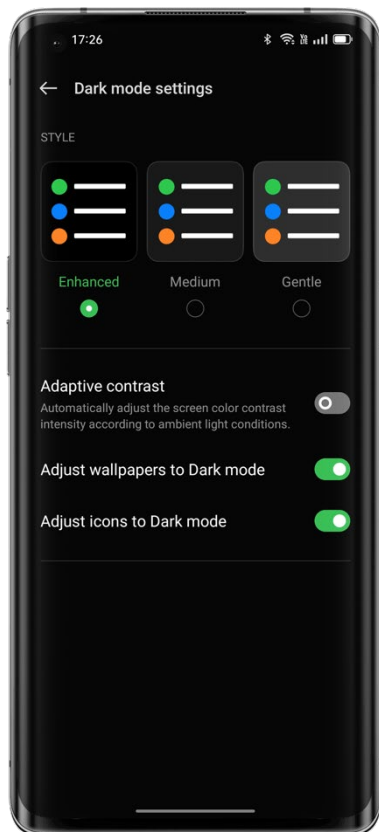 17:26
Dark mode settings
STYLE
Enhanced
Medium
Gentle
Adaptive contrast
Automatically adjust the screen color contrast
intensity according to ambient light conditions.
Adjust wallpapers to Dark mode
Adjust icons to Dark mode